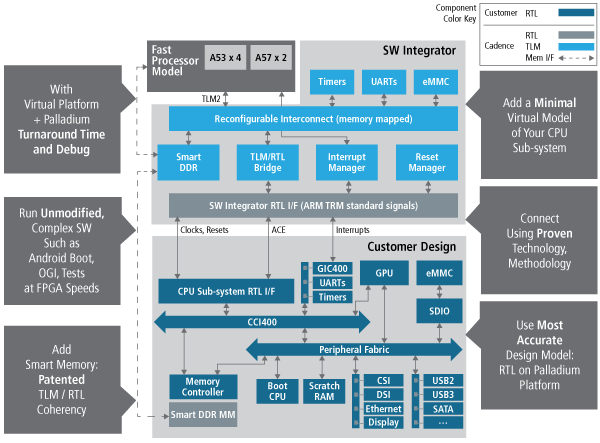 Component
Color Key
Customer
RTL
Cadence
RTL
TLM
Mem I/F
Fast
Processor
Model
A53 x 4
A57 x 2
SW Integrator
Timers
UARTs
eMMC
TLM2
Reconfigurable Interconnect (memory mapped)
Smart
DDR
TLM/RTL
Bridge
Interrupt
Manager
Reset
Manager
SW Integrator RTL I/F (ARM TRM standard signals)
Clocks, Resets
ACE
Interrupts
Customer Design
GIC400
UARTs
Timers
GPU
eMMC
CPU Sub-system RTL I/F
SDIO
CCI400
Peripheral Fabric
Memory
Controller
Smart DDR MM
Boot
CPU
Scratch
RAM
CSI
DSI
Ethernet
Display
USB2
USB3
SATA
...
With
Virtual Platform
+ Palladium
Turnaround Time
and Debug
Run Unmodified,
Complex SW
Such as
Android Boot,
OGI, Tests
at FPGA Speeds
Add
Smart Memory:
Patented
TLM / RTL
Coherency
Add a Minimal
Virtual Model
of Your CPU
Sub-system
Connect
Using Proven
Technology,
Methodology
Use Most
Accurate
Design Model:
RTL on Palladium
Platform